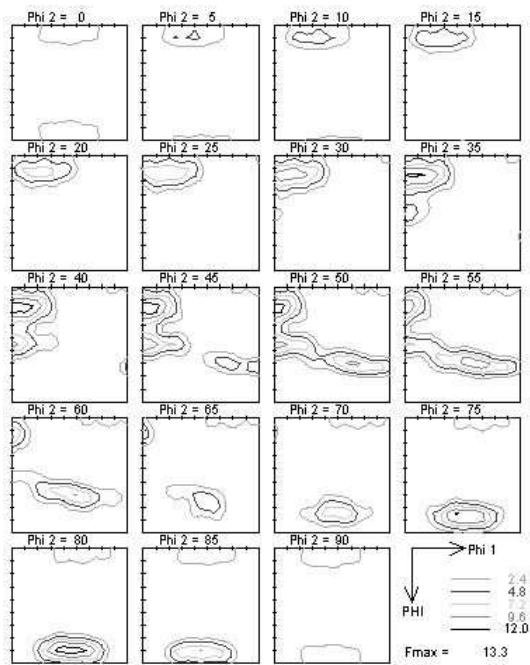 Phi 2 = 0 Phi 2 = 5 Phi 2 = 10 Phi 2 = 15
Phi 2 = 20 Phi 2 = 25 Phi 2 = 30 Phi 2 = 35
Phi 2 = 40 Phi 2 = 45 Phi 2 = 50 Phi 2 = 55
Phi 2 = 60 Phi 2 = 65 Phi 2 = 70 Phi 2 = 75
Phi 2 = 80 Phi 2 = 85 Phi 2 = 90
Phi 1
PHI
2.4
4.8
7.2
9.6
12.0
Fmax = 13.3